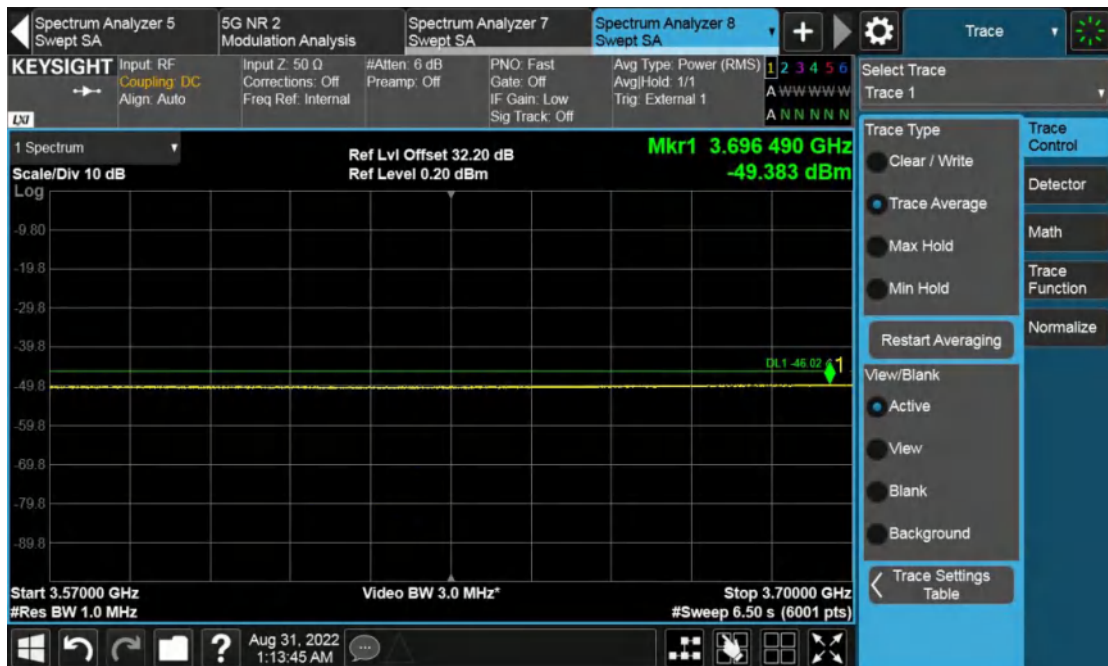 Spectrum Analyzer 5
Swept SA
5G NR 2
Modulation Analysis
Spectrum Analyzer 7
Swept SA
Spectrum Analyzer 8
Swept SA
+
Trace
KEYSIGHT
LXI
Input: RF
Coupling: DC
Align: Auto
Input Z: 50 Ω
Corrections: Off
Freq Ref: Internal
#Atten: 6 dB
Preamp: Off
PNO: Fast
Gate: Off
IF Gain: Low
Sig Track: Off
Avg Type: Power (RMS)
Avg|Hold: 1/1
Trig: External 1
1 2 3 4 5 6
A W W W W W
A N N N N N
Select Trace
Trace 1
1 Spectrum
Scale/Div 10 dB
Log
Ref Lvl Offset 32.20 dB
Ref Level 0.20 dBm
Mkr1 3.696 490 GHz
-49.383 dBm
-9.80
-19.8
-29.8
-39.8
-49.8
-59.8
-69.8
-79.8
-89.8
DL1 -46.02
1
Start 3.57000 GHz
#Res BW 1.0 MHz
Video BW 3.0 MHz*
Stop 3.70000 GHz
#Sweep 6.50 s (6001 pts)
Trace Type
Clear / Write
Trace Average
Max Hold
Min Hold
Restart Averaging
View/Blank
Active
View
Blank
Background
Trace Settings
Table
Trace
Control
Detector
Math
Trace
Function
Normalize
?
Aug 31, 2022
1:13:45 AM